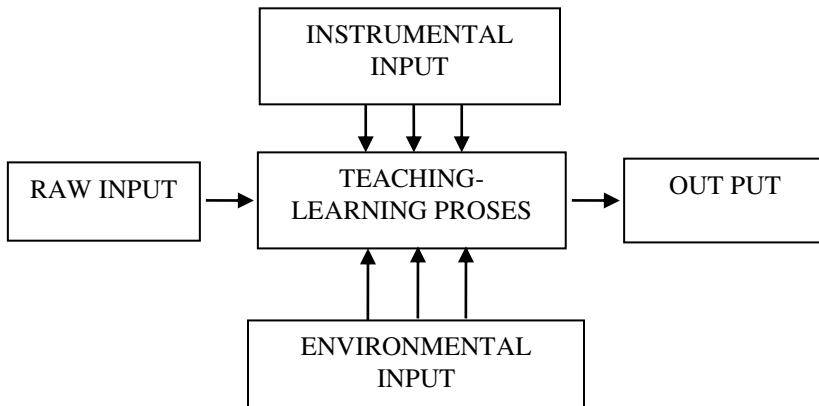 INSTRUMENTAL
INPUT
RAW INPUT
TEACHING-
LEARNING PROSES
OUT PUT
ENVIRONMENTAL
INPUT